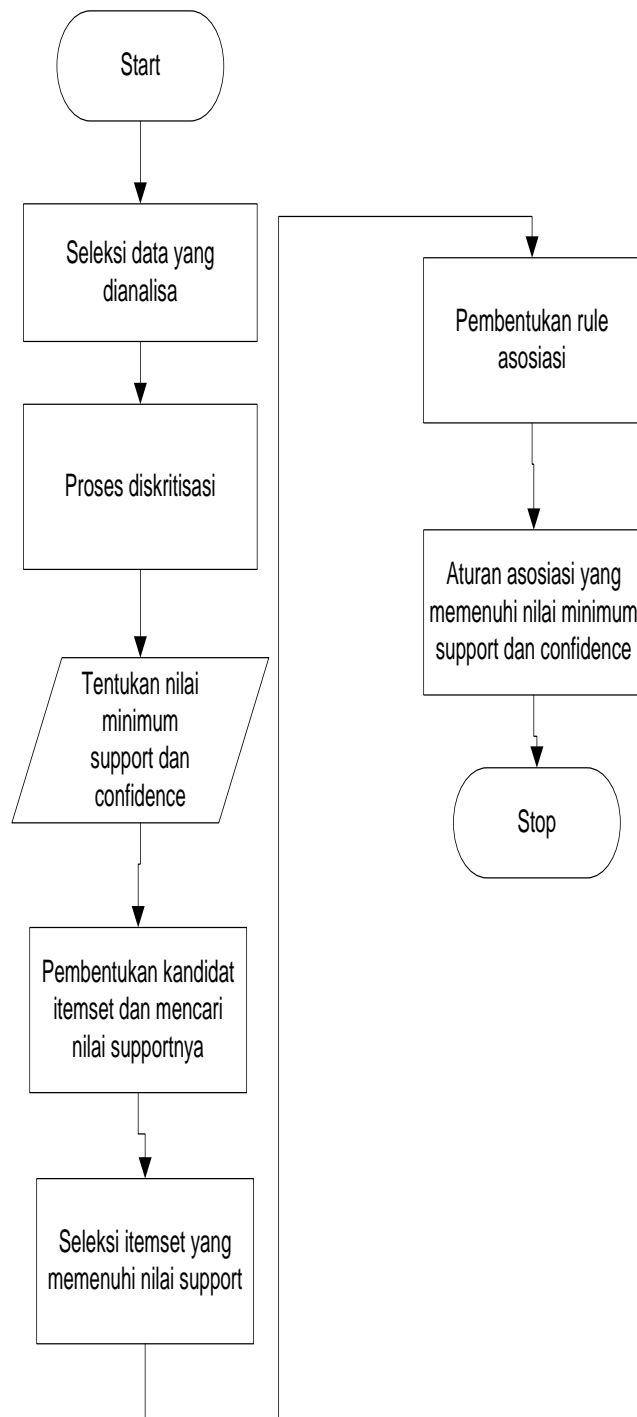 Start
Seleksi data yang
dianalisa
Proses diskritisasi
Tentukan nilai
minimum
support dan
confidence
Pembentukan kandidat
itemset dan mencari
nilai supportnya
Seleksi itemset yang
memenuhi nilai support
Pembentukan rule
asosiasi
Aturan asosiasi yang
memenuhi nilai minimum
support dan confidence
Stop